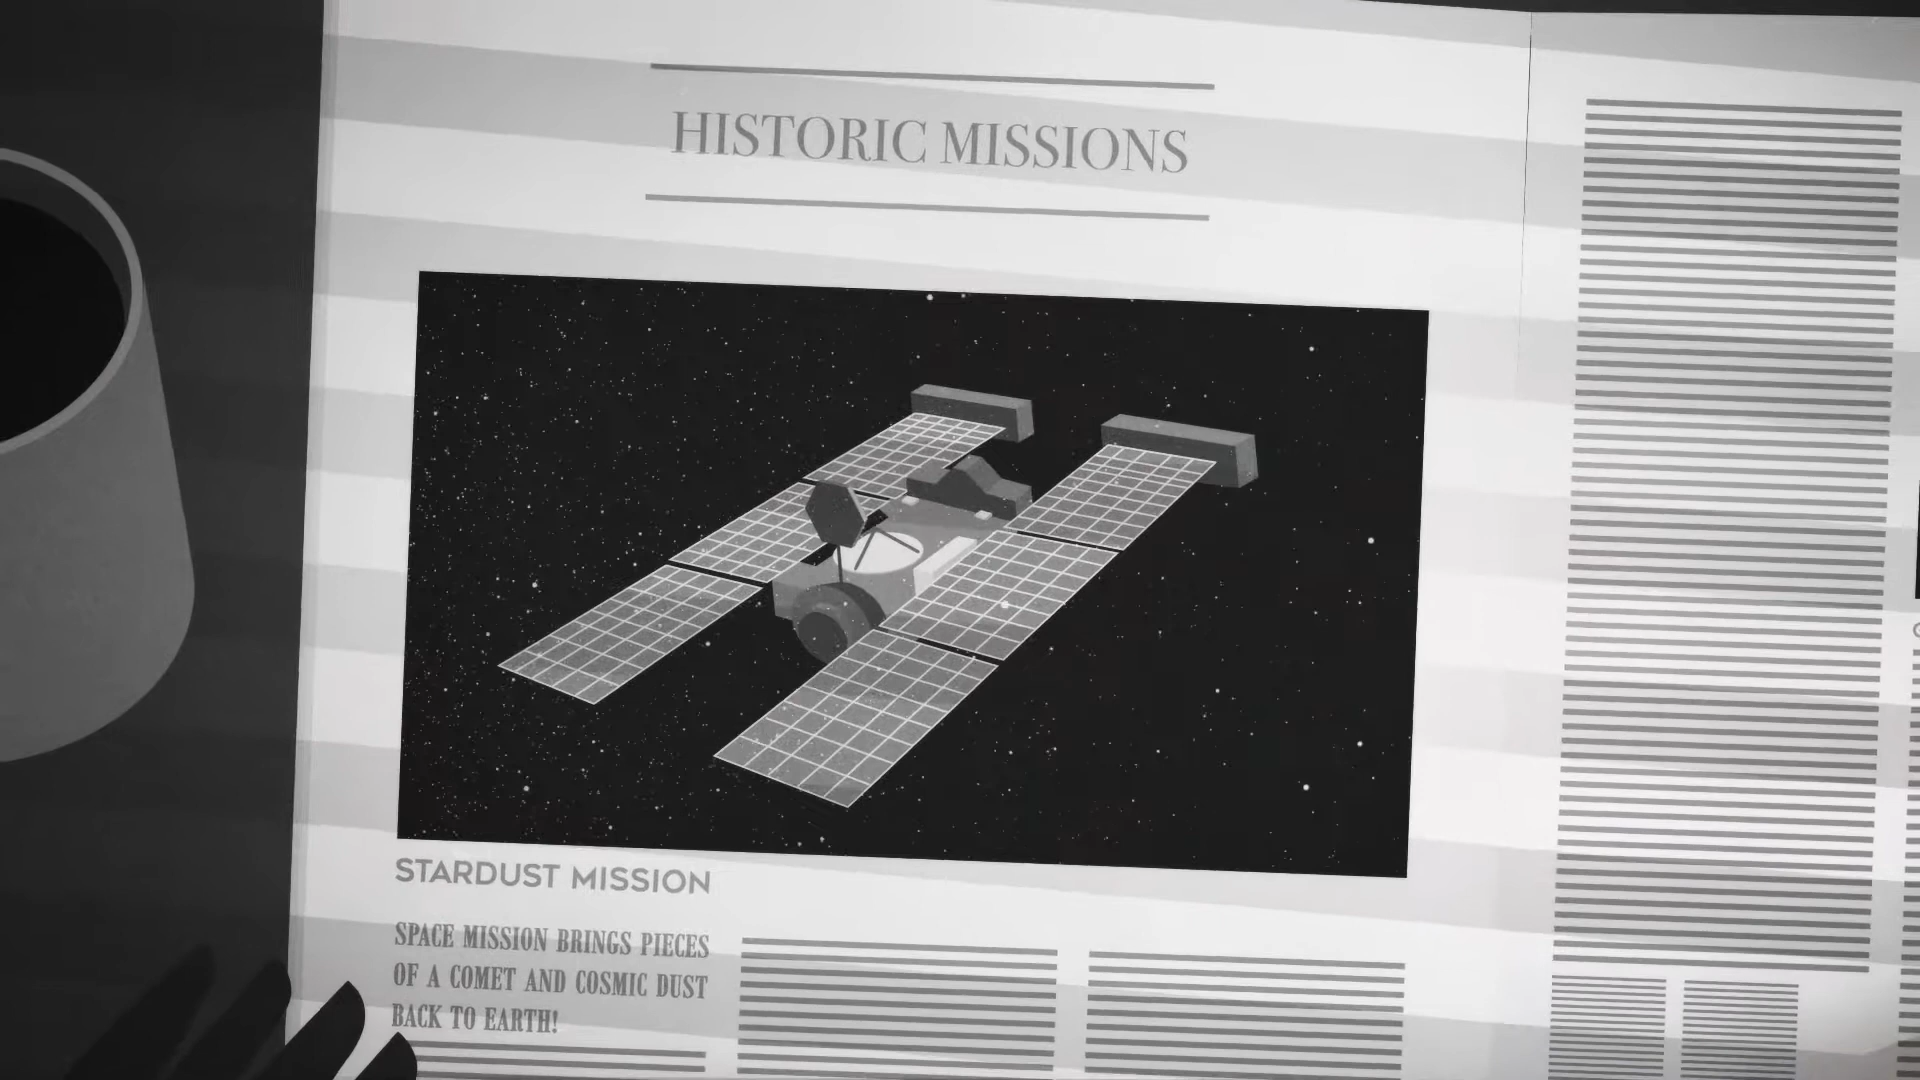 HISTORIC MISSIONS
STARDUST MISSION
SPACE MISSION BRINGS PIECES
OF A COMET AND COSMIC DUST
BACK TO EARTH!